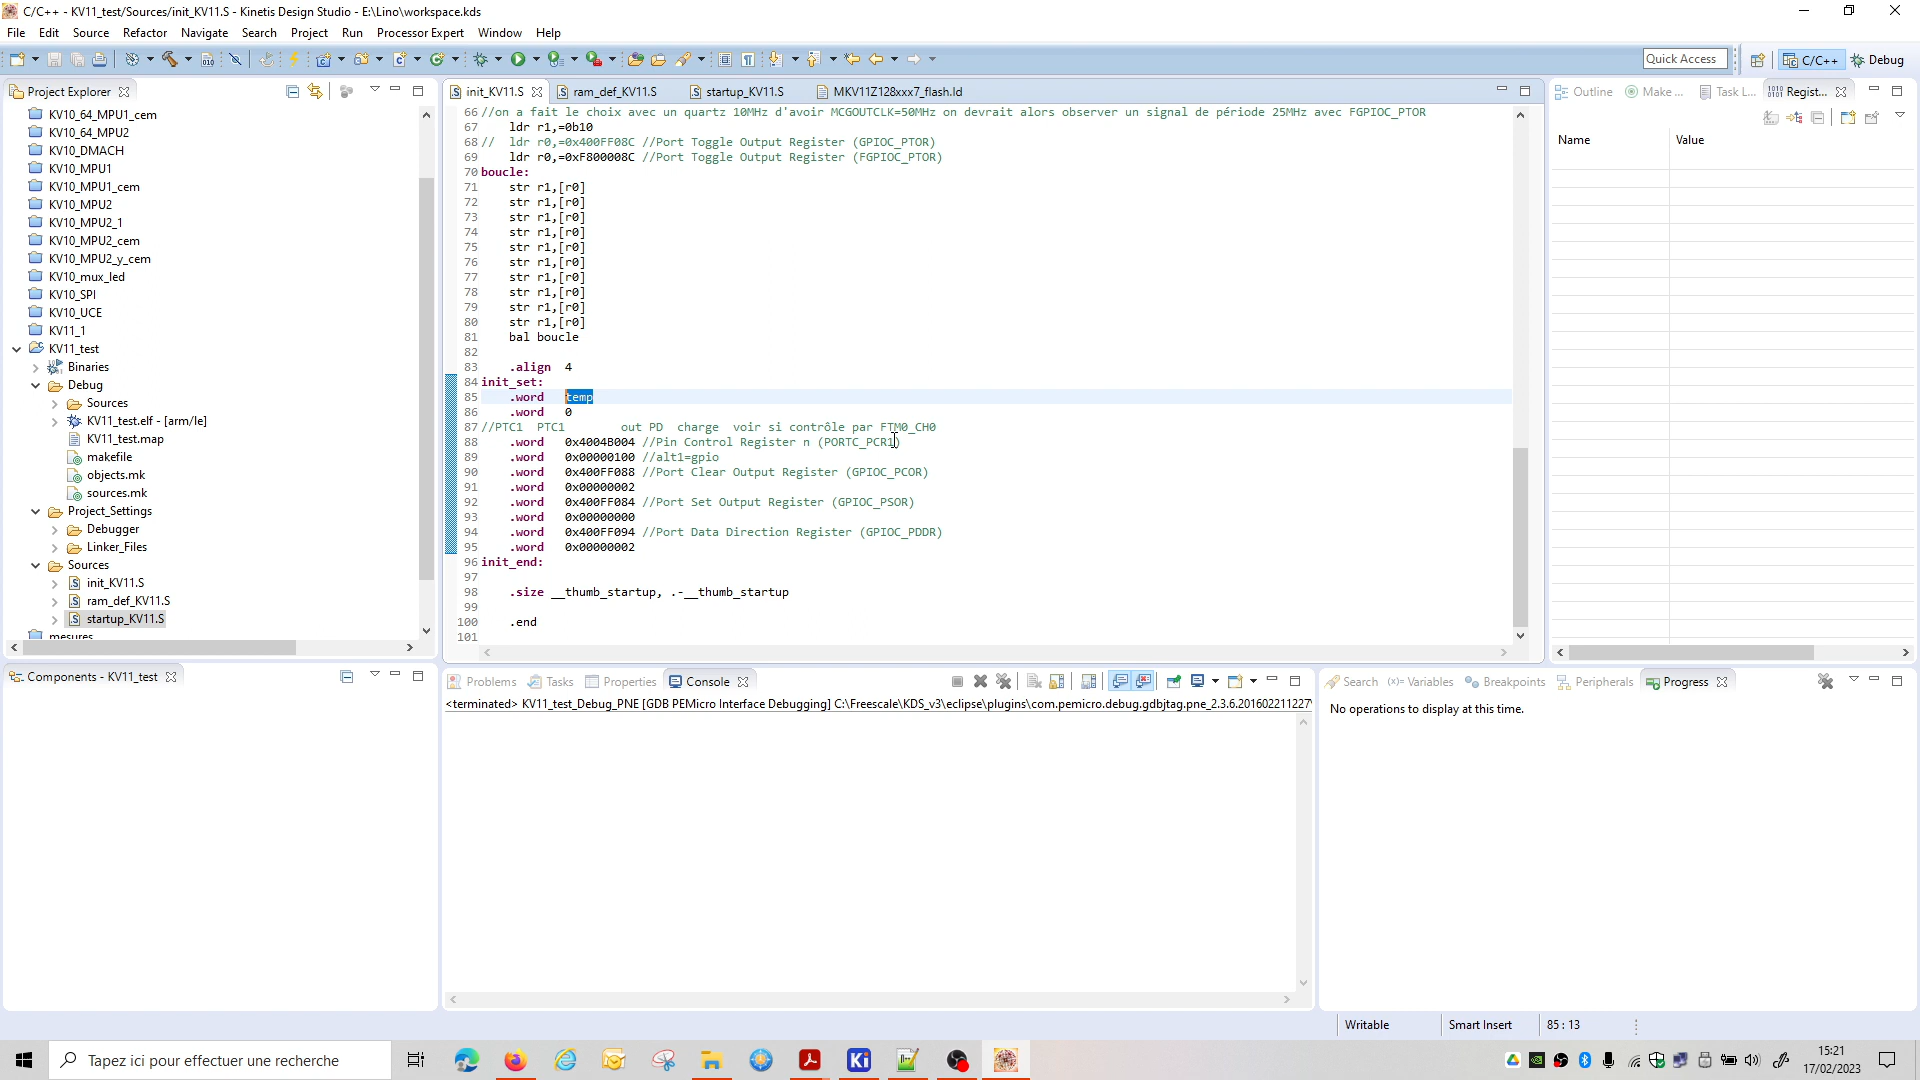 C/C++ - KV11_test/Sources/init_KV11.S - Kinetis Design Studio - E:\Lino\workspace.kds
File Edit Source Refactor Navigate Search Project Run Processor Expert Window Help
Quick Access
C/C++
Debug
Project Explorer
KV10_64_MPU1_cem
KV10_64_MPU2
KV10_DMACH
KV10_MPU1
KV10_MPU1_cem
KV10_MPU2
KV10_MPU2_1
KV10_MPU2_cem
KV10_MPU2_y_cem
KV10_mux_led
KV10_SPI
KV10_UCE
KV11_1
KV11_test
Binaries
Debug
Sources
KV11_test.elf - [arm/le]
KV11_test.map
makefile
objects.mk
sources.mk
Project_Settings
Debugger
Linker_Files
Sources
init_KV11.S
ram_def_KV11.S
startup_KV11.S
mesures
init_KV11.S ram_def_KV11.S startup_KV11.S MKV11Z128xxx7_flash.ld
66 //on a fait le choix avec un quartz 10MHz d'avoir MCGOUTCLK=50MHz on devrait alors observer un signal de période 25MHz avec FGPIOC_PTOR
67 ldr r1,=0b10
68 // ldr r0,=0x400FF08C //Port Toggle Output Register (GPIOC_PTOR)
69 ldr r0,=0xF800008C //Port Toggle Output Register (FGPIOC_PTOR)
70 boucle:
71 str r1,[r0]
72 str r1,[r0]
73 str r1,[r0]
74 str r1,[r0]
75 str r1,[r0]
76 str r1,[r0]
77 str r1,[r0]
78 str r1,[r0]
79 str r1,[r0]
80 str r1,[r0]
81 bal boucle
82
83 .align 4
84 init_set:
85 .word temp
86 .word 0
87 //PTC1 PTC1 out PD charge voir si contrôle par FTM0_CH0
88 .word 0x4004B004 //Pin Control Register n (PORTC_PCR1)
89 .word 0x00000100 //alt1=gpio
90 .word 0x400FF088 //Port Clear Output Register (GPIOC_PCOR)
91 .word 0x00000002
92 .word 0x400FF084 //Port Set Output Register (GPIOC_PSOR)
93 .word 0x00000000
94 .word 0x400FF094 //Port Data Direction Register (GPIOC_PDDR)
95 .word 0x00000002
96 init_end:
97
98 .size __thumb_startup, .-__thumb_startup
99
100 .end
101
Outline Make ... Task L... Regist...
Name Value
Components - KV11_test
Problems Tasks Properties Console
<terminated> KV11_test_Debug_PNE [GDB PEMicro Interface Debugging] C:\Freescale\KDS_v3\eclipse\plugins\com.pemicro.debug.gdbjtag.pne_2.3.6.201602211227
Search Variables Breakpoints Peripherals Progress
No operations to display at this time.
Writable Smart Insert 85 : 13
Tapez ici pour effectuer une recherche
Ki
15:21
17/02/2023